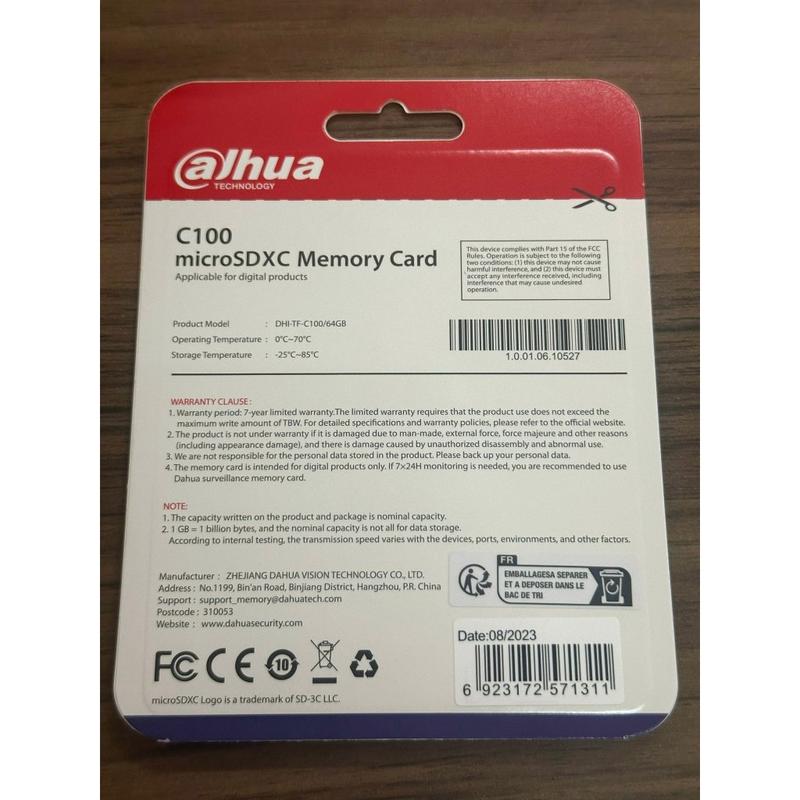 alhua
TECHNOLOGY
C100
microSDXC Memory Card
Applicable for digital products
This device complies with Part 15 of the FCC
Rules. Operation is subject to the following
two conditions: (1) this device may not cause
harmful interference, and (2) this device must
accept any interference received, including
interference that may cause undesired
operation.
Product Model : DHI-TF-C100/64GB
Operating Temperature : 0°C~70°C
Storage Temperature : -25°C~85°C
1.0.01.06.10527
WARRANTY CLAUSE :
1. Warranty period: 7-year limited warranty.The limited warranty requires that the product use does not exceed the
maximum write amount of TBW. For detailed specifications and warranty policies, please refer to the official website.
2. The product is not under warranty if it is damaged due to man-made, external force, force majeure and other reasons
(including appearance damage), and there is damage caused by unauthorized disassembly and abnormal use.
3. We are not responsible for the personal data stored in the product. Please back up your personal data.
4. The memory card is intended for digital products only. If 7×24H monitoring is needed, you are recommended to use
Dahua surveillance memory card.
NOTE:
1. The capacity written on the product and package is nominal capacity.
2. 1 GB = 1 billion bytes, and the nominal capacity is not all for data storage.
According to internal testing, the transmission speed varies with the devices, ports, environments, and other factors.
Manufacturer : ZHEJIANG DAHUA VISION TECHNOLOGY CO., LTD.
Address : No.1199, Bin'an Road, Binjiang District, Hangzhou, P.R. China
Support : support_memory@dahuatech.com
Postcode : 310053
Website : www.dahuasecurity.com
FR
EMBALLAGESA SEPARER
ET A DEPOSER DANS LE
BAC DE TRI
Date:08/2023
6 923172 571311
FC CE 10
microSDXC Logo is a trademark of SD-3C LLC.